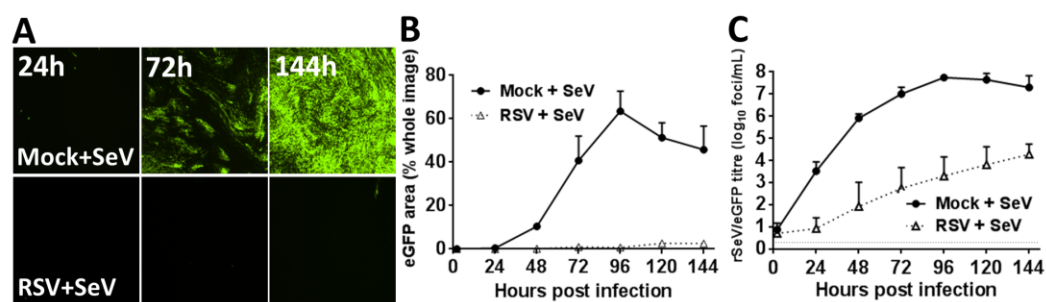 A
24h
72h
144h
Mock+SeV
RSV+SeV
B
eGFP area (% whole image)
80
60
40
20
0
Mock + SeV
RSV + SeV
0 24 48 72 96 120 144
Hours post infection
C
rSeV/eGFP titre (log₁₀ foci/mL)
8
7
6
5
4
3
2
1
0
Mock + SeV
RSV + SeV
0 24 48 72 96 120 144
Hours post infection